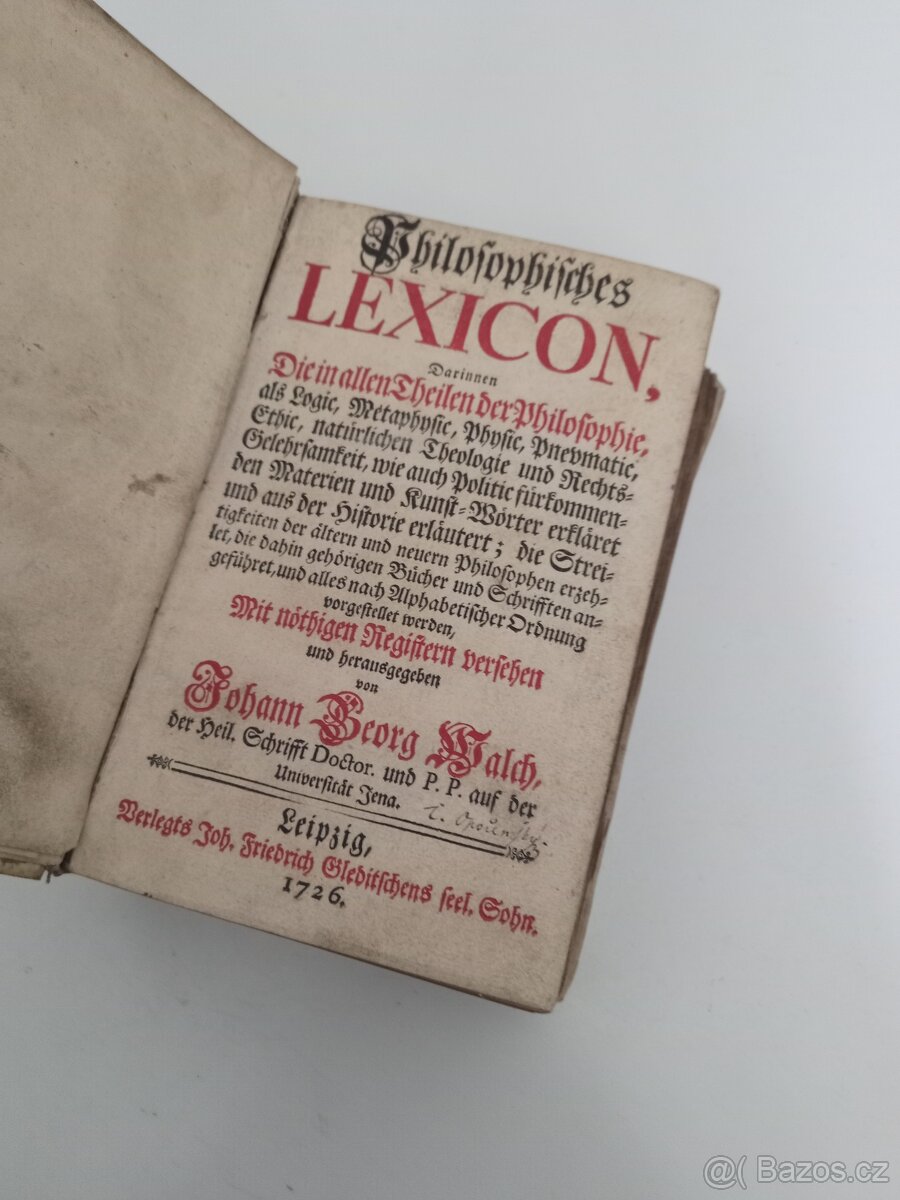 Philosophisches
LEXICON,
Darinnen
Die in allen Theilen der Philosophie,
als Logic, Metaphysic, Physic, Pnevmatic,
Ethic, natürlichen Theologie und Rechts-
Gelehrsamkeit, wie auch Politic fürkommen-
den Materien und Kunst-Wörter erkläret
und aus der Historie erläutert; die Strei-
tigkeiten der ältern und neuern Philosophen erzeh-
let, die dahin gehörigen Bücher und Schrifften an-
geführet, und alles nach Alphabetischer Ordnung
vorgestellet werden,
Mit nöthigen Registern versehen
und herausgegeben
von
Johann Georg Walch,
der Heil. Schrifft Doctor. und P. P. auf der
Universität Jena.
Leipzig,
Verlegts Joh. Friedrich Gleditschens seel. Sohn.
1726.
@( Bazos.cz